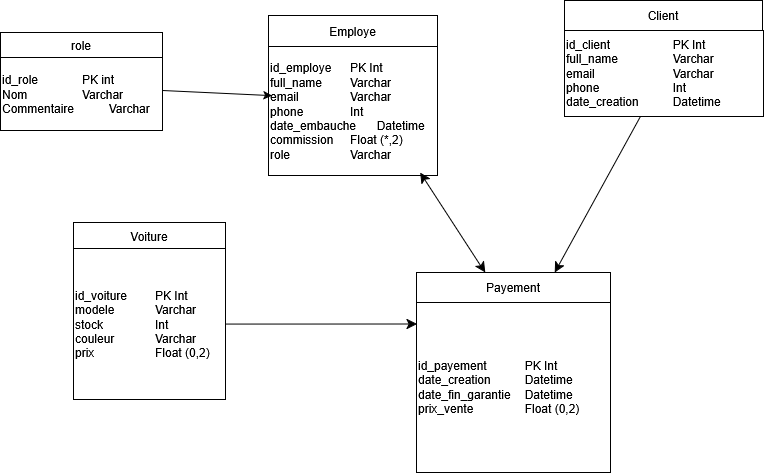 role
id_role PK int
Nom Varchar
Commentaire Varchar
Employe
id_employe PK Int
full_name Varchar
email Varchar
phone Int
date_embauche Datetime
commission Float (*,2)
role Varchar
Client
id_client PK Int
full_name Varchar
email Varchar
phone Int
date_creation Datetime
Voiture
id_voiture PK Int
modele Varchar
stock Int
couleur Varchar
prix Float (0,2)
Payement
id_payement PK Int
date_creation Datetime
date_fin_garantie Datetime
prix_vente Float (0,2)